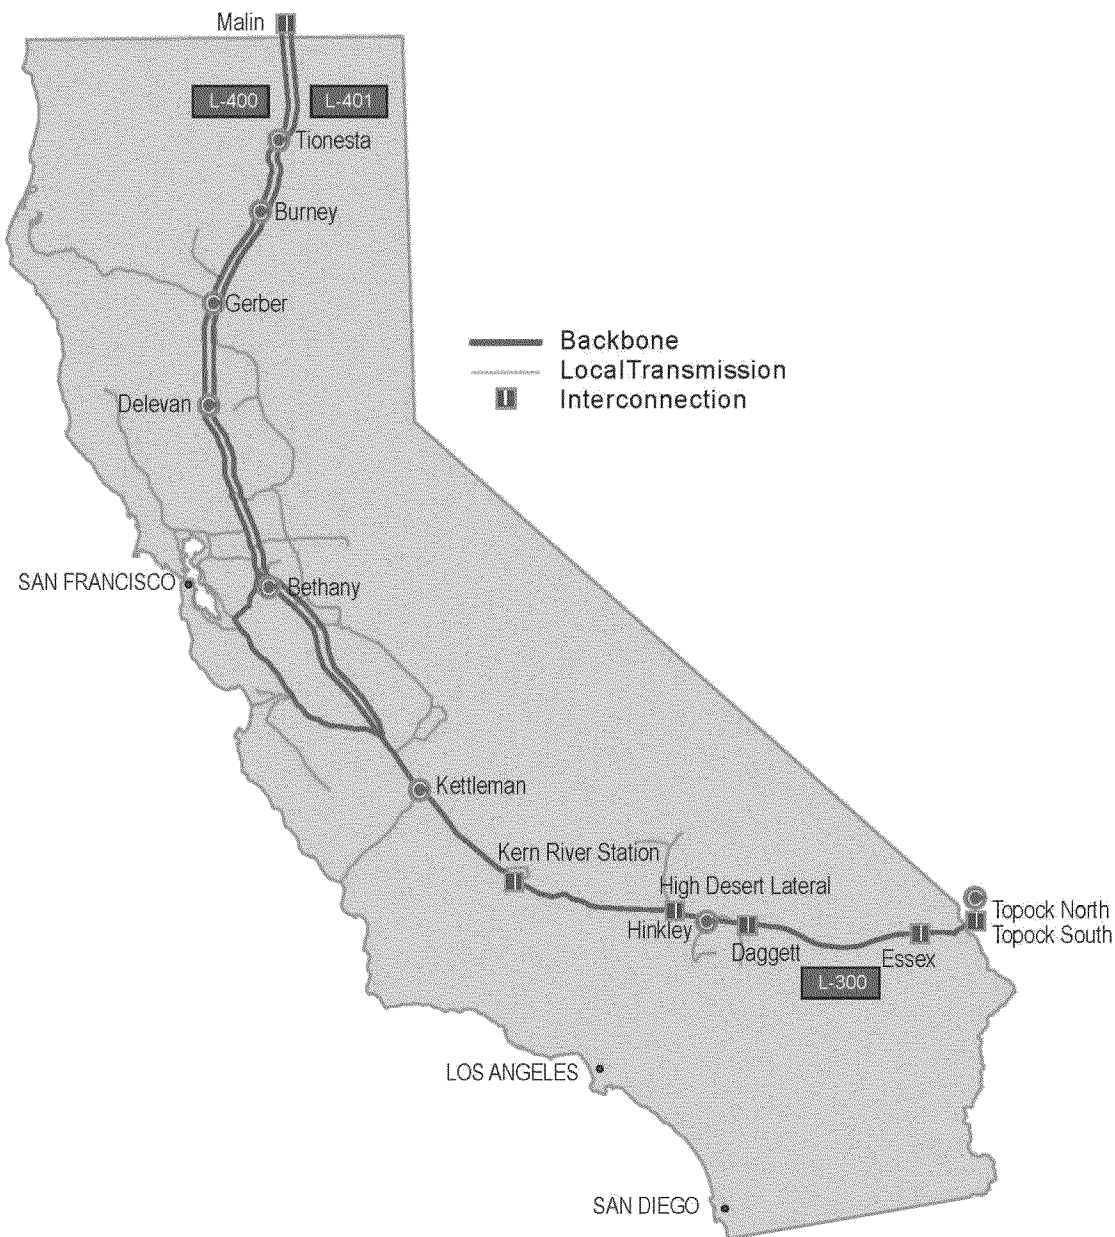 Malin
L-400
L-401
Tionesta
Burney
Gerber
Backbone
LocalTransmission
Interconnection
Delevan
SAN FRANCISCO
Bethany
Kettleman
Kern River Station
High Desert Lateral
Hinkley
Daggett
Essex
Topock North
Topock South
L-300
LOS ANGELES
SAN DIEGO